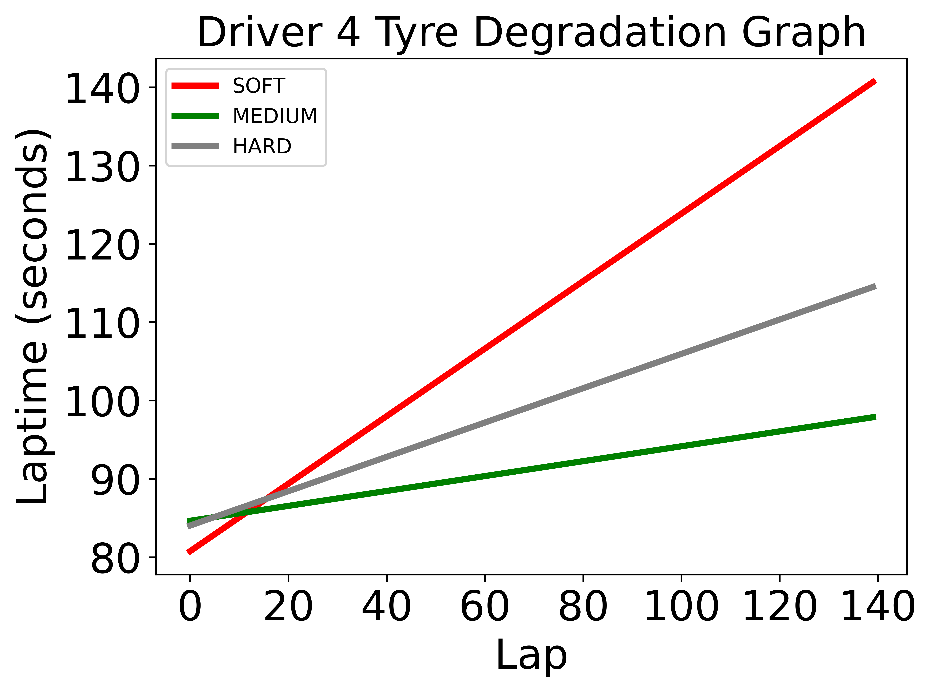 Driver 4 Tyre Degradation Graph
SOFT
MEDIUM
HARD
Laptime (seconds)
140
130
120
110
100
90
80
0 20 40 60 80 100 120 140
Lap